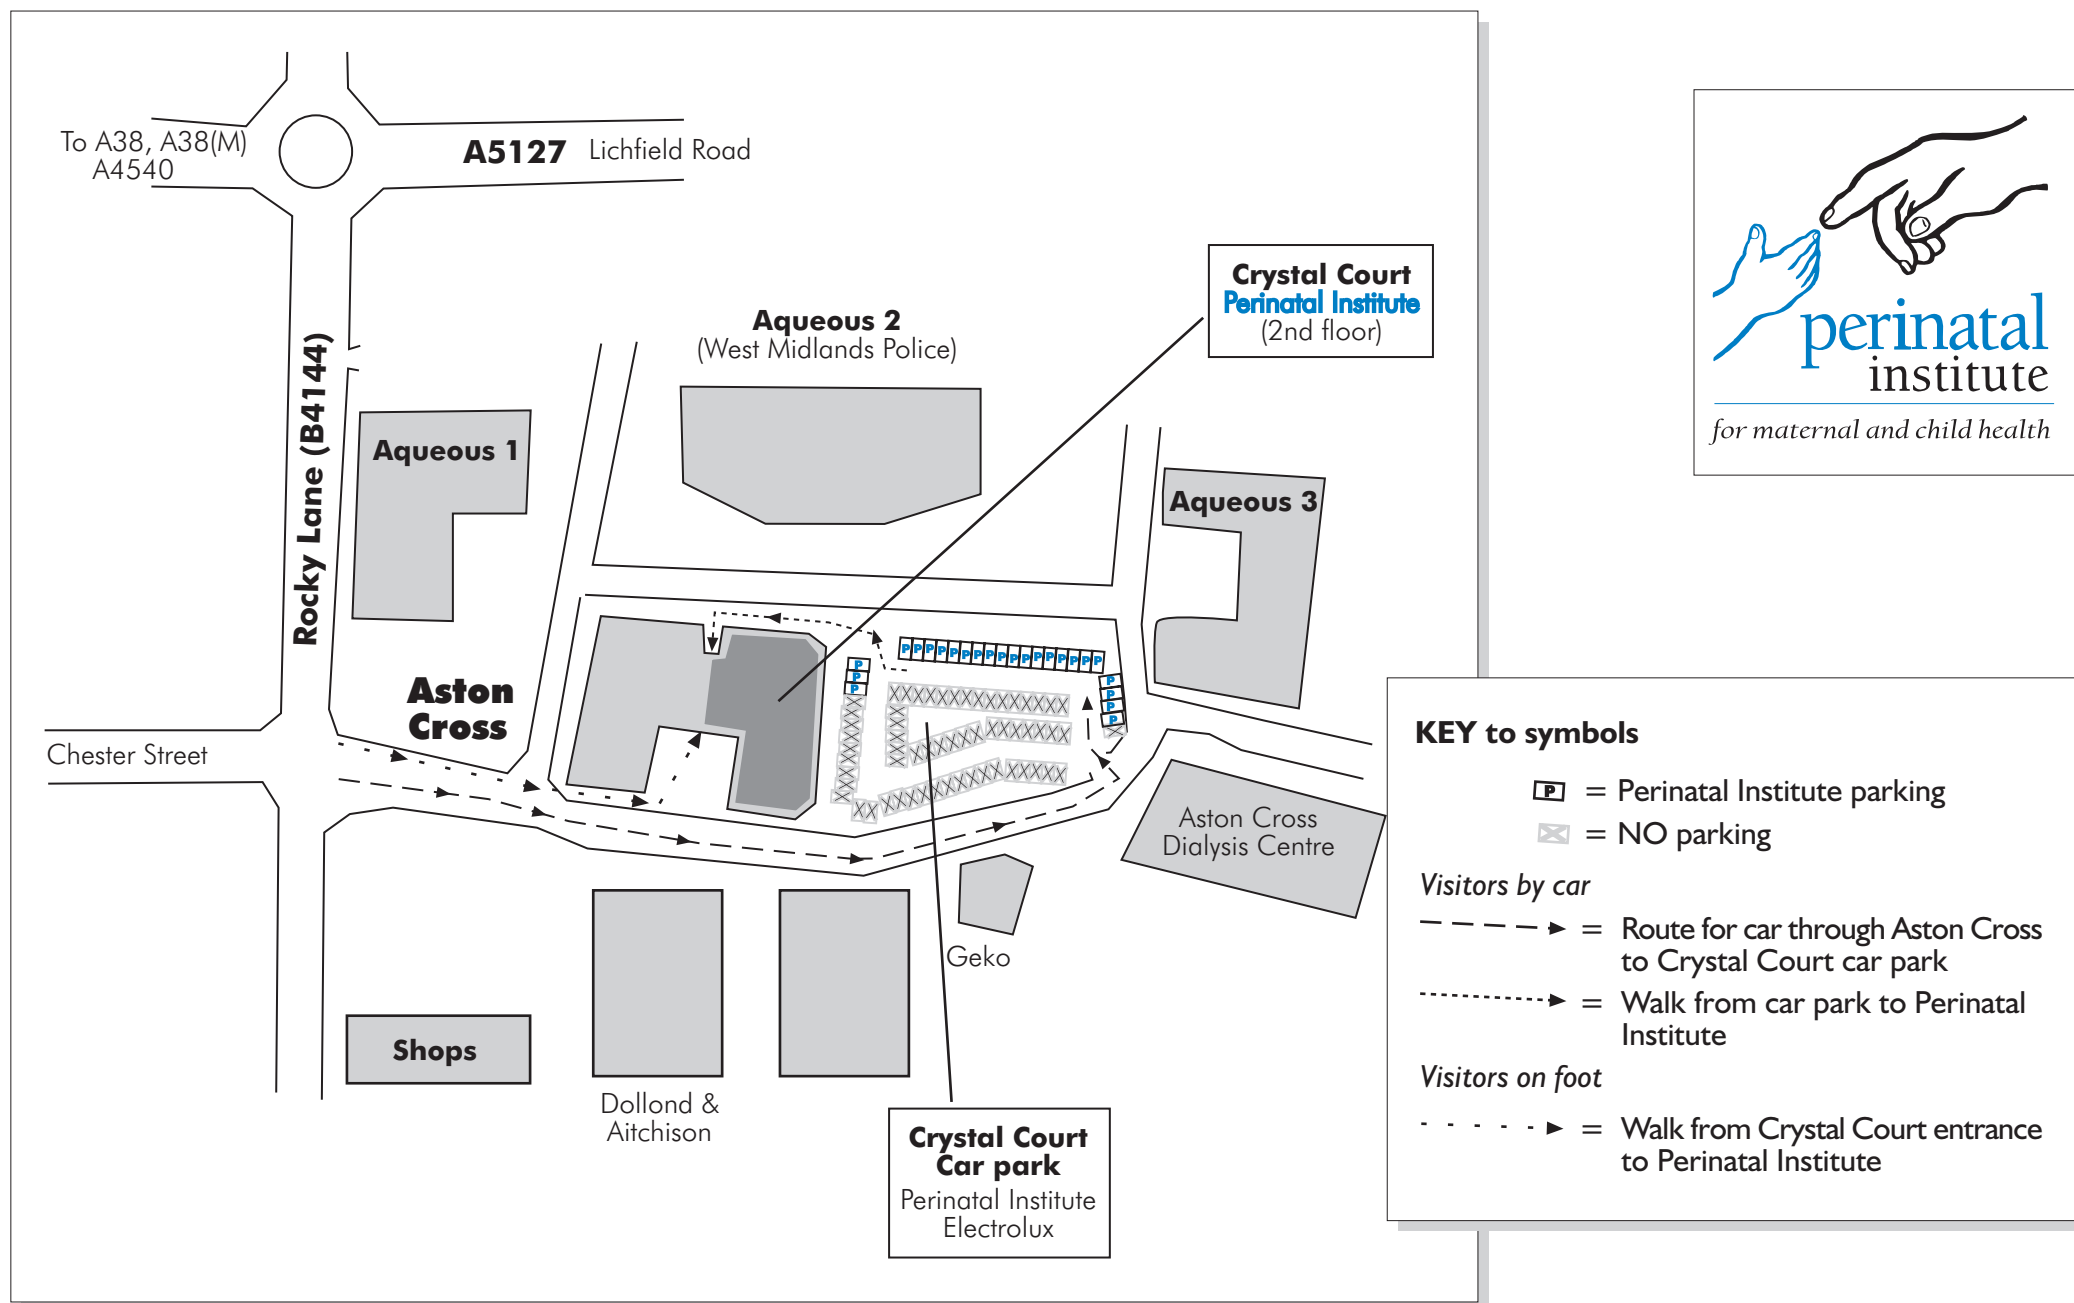 To A38, A38(M)
A4540
A5127 Lichfield Road
Rocky Lane (B4144)
Aqueous 1
Aqueous 2
(West Midlands Police)
Crystal Court
Perinatal Institute
(2nd floor)
Aqueous 3
Aston
Cross
Chester Street
P P P P P P P P P P P P P P P P P
P
P
P
P
P
P
P
Aston Cross
Dialysis Centre
Geko
Shops
Dollond &
Aitchison
Crystal Court
Car park
Perinatal Institute
Electrolux
perinatal
institute
for maternal and child health
KEY to symbols
P = Perinatal Institute parking
= NO parking
Visitors by car
= Route for car through Aston Cross
to Crystal Court car park
= Walk from car park to Perinatal
Institute
Visitors on foot
= Walk from Crystal Court entrance
to Perinatal Institute